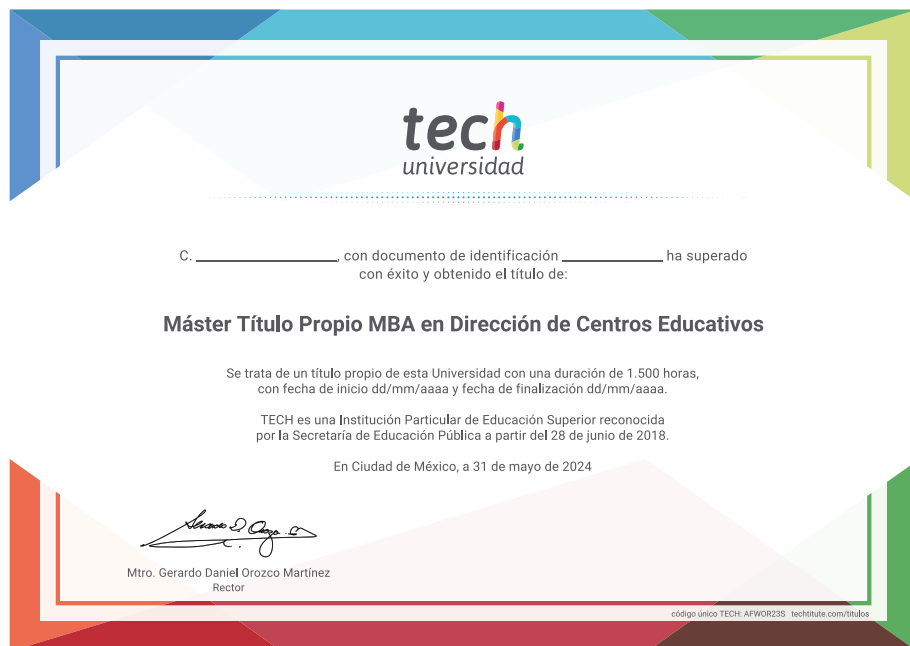 tech
universidad
C. ____________________, con documento de identificación ______________ ha superado
con éxito y obtenido el título de:
Máster Título Propio MBA en Dirección de Centros Educativos
Se trata de un título propio de esta Universidad con una duración de 1.500 horas,
con fecha de inicio dd/mm/aaaa y fecha de finalización dd/mm/aaaa.
TECH es una Institución Particular de Educación Superior reconocida
por la Secretaría de Educación Pública a partir del 28 de junio de 2018.
En Ciudad de México, a 31 de mayo de 2024
Mtro. Gerardo Daniel Orozco Martínez
Rector
código único TECH: AFWOR23S techtitute.com/titulos